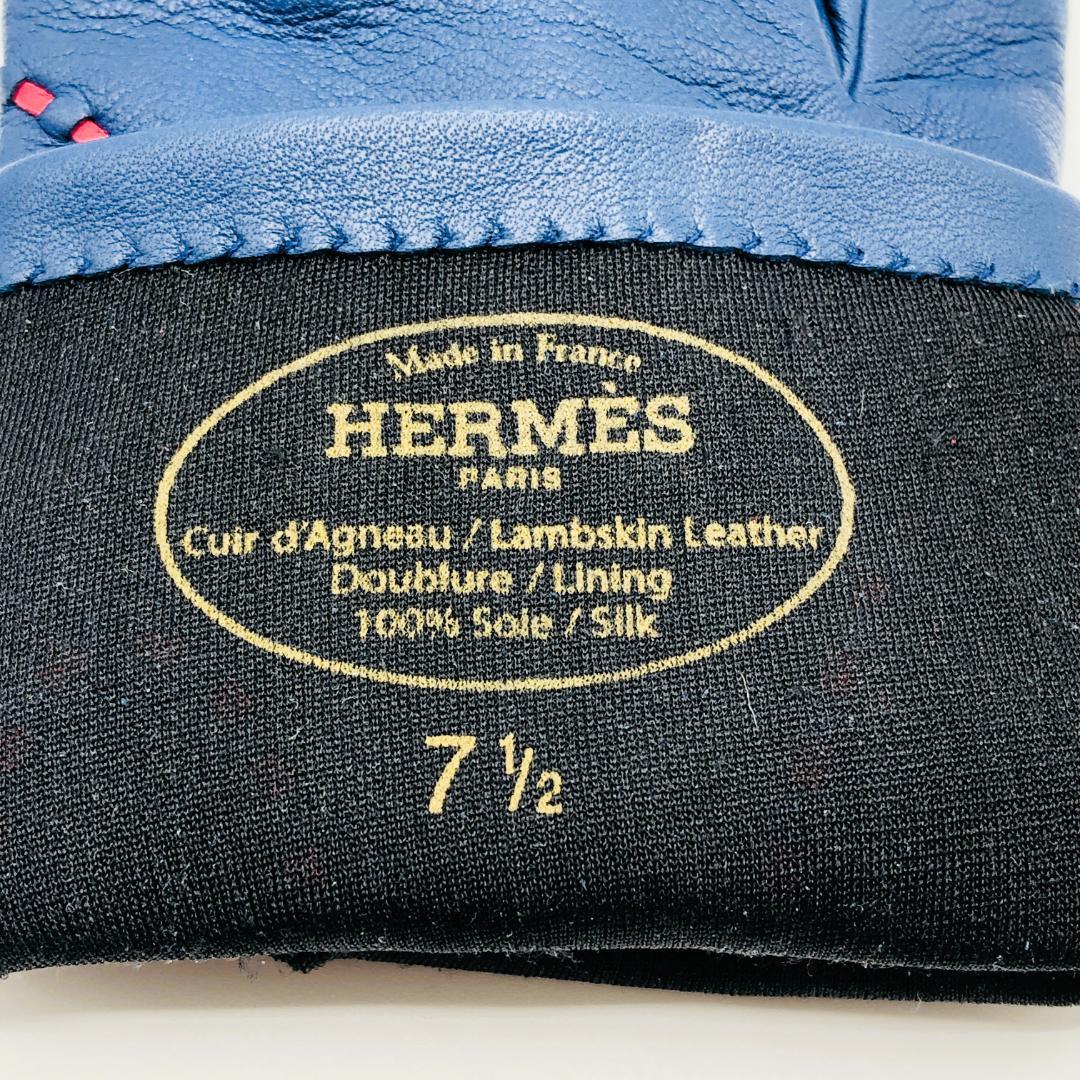 Made in France
HERMÈS
PARIS
Cuir d'Agneau / Lambskin Leather
Doublure / Lining
100% Soie / Silk
7 1/2